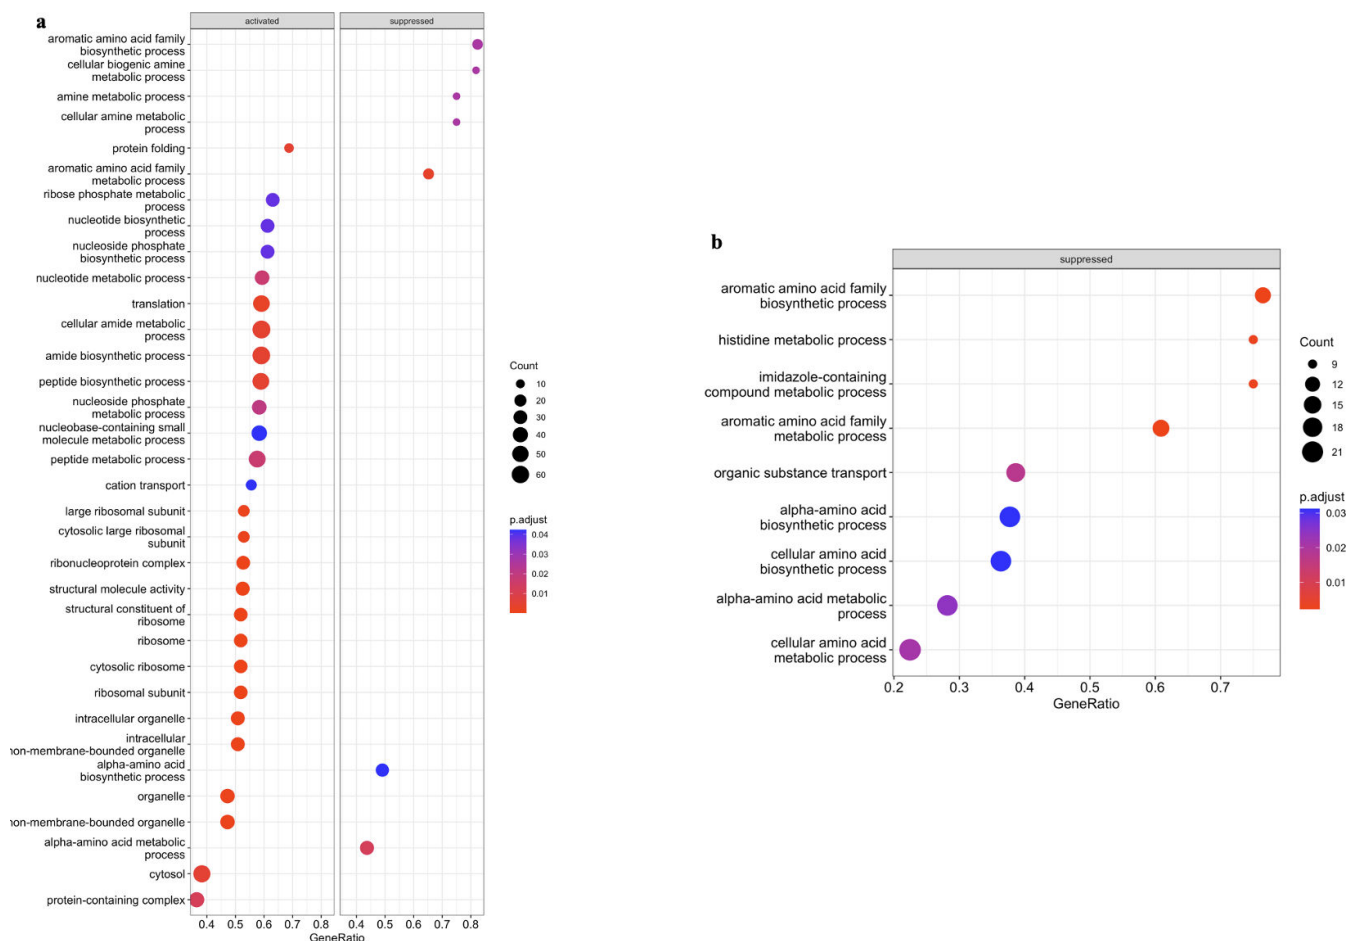 a
activated
suppressed
aromatic amino acid family
biosynthetic process
cellular biogenic amine
metabolic process
amine metabolic process
cellular amine metabolic
process
protein folding
aromatic amino acid family
metabolic process
ribose phosphate metabolic
process
nucleotide biosynthetic
process
nucleoside phosphate
biosynthetic process
nucleotide metabolic process
translation
cellular amide metabolic
process
amide biosynthetic process
peptide biosynthetic process
nucleoside phosphate
metabolic process
nucleobase-containing small
molecule metabolic process
peptide metabolic process
cation transport
large ribosomal subunit
cytosolic large ribosomal
subunit
ribonucleoprotein complex
structural molecule activity
structural constituent of
ribosome
ribosome
cytosolic ribosome
ribosomal subunit
intracellular organelle
intracellular
non-membrane-bounded organelle
alpha-amino acid
biosynthetic process
organelle
non-membrane-bounded organelle
alpha-amino acid metabolic
process
cytosol
protein-containing complex
0.4 0.5 0.6 0.7 0.8
0.4 0.5 0.6 0.7 0.8
GeneRatio
Count
10
20
30
40
50
60
p.adjust
0.04
0.03
0.02
0.01
b
suppressed
aromatic amino acid family
biosynthetic process
histidine metabolic process
imidazole-containing
compound metabolic process
aromatic amino acid family
metabolic process
organic substance transport
alpha-amino acid
biosynthetic process
cellular amino acid
biosynthetic process
alpha-amino acid metabolic
process
cellular amino acid
metabolic process
0.2 0.3 0.4 0.5 0.6 0.7
GeneRatio
Count
9
12
15
18
21
p.adjust
0.03
0.02
0.01